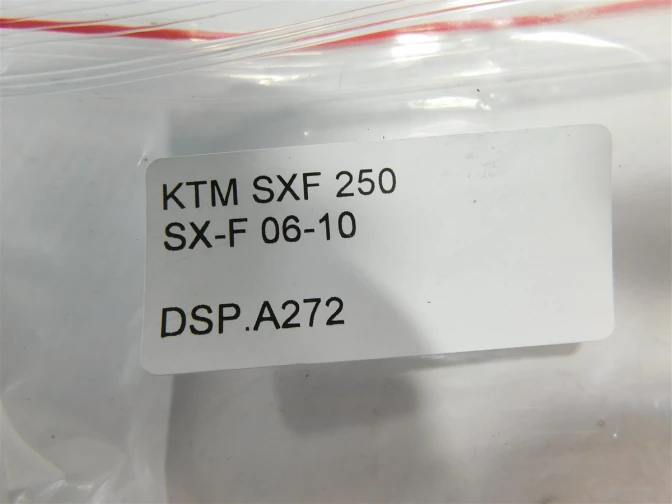 KTM SXF 250
SX-F 06-10
DSP.A272